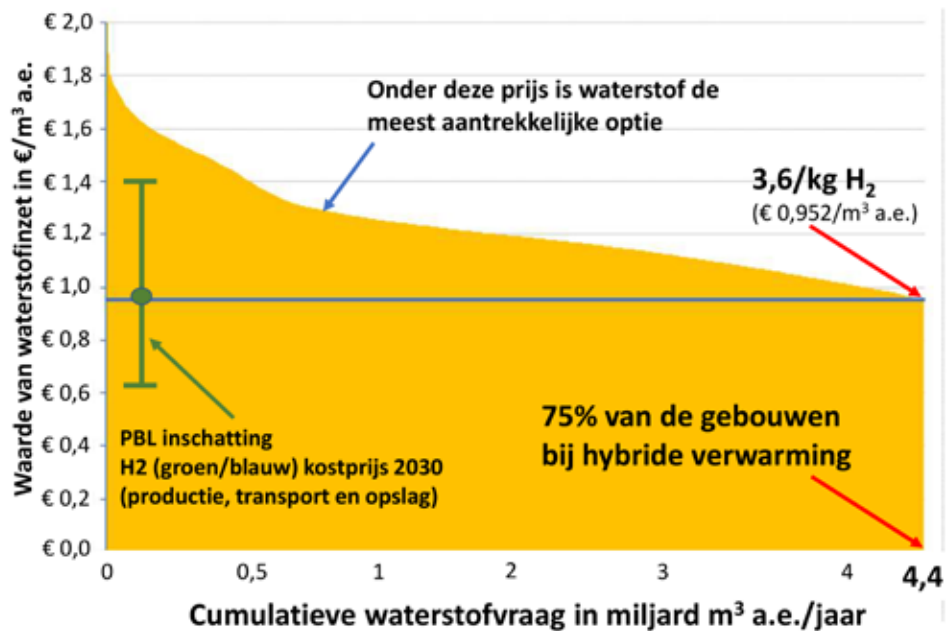 Waarde van waterstofinzet in €/m³ a.e.
€ 2,0
€ 1,8
€ 1,6
€ 1,4
€ 1,2
€ 1,0
€ 0,8
€ 0,6
€ 0,4
€ 0,2
€ 0,0
Onder deze prijs is waterstof de
meest aantrekkelijke optie
3,6/kg H₂
(€ 0,952/m³ a.e.)
PBL inschatting
H2 (groen/blauw) kostprijs 2030
(productie, transport en opslag)
75% van de gebouwen
bij hybride verwarming
0 0,5 1 2 3 4 4,4
Cumulatieve waterstofvraag in miljard m³ a.e./jaar